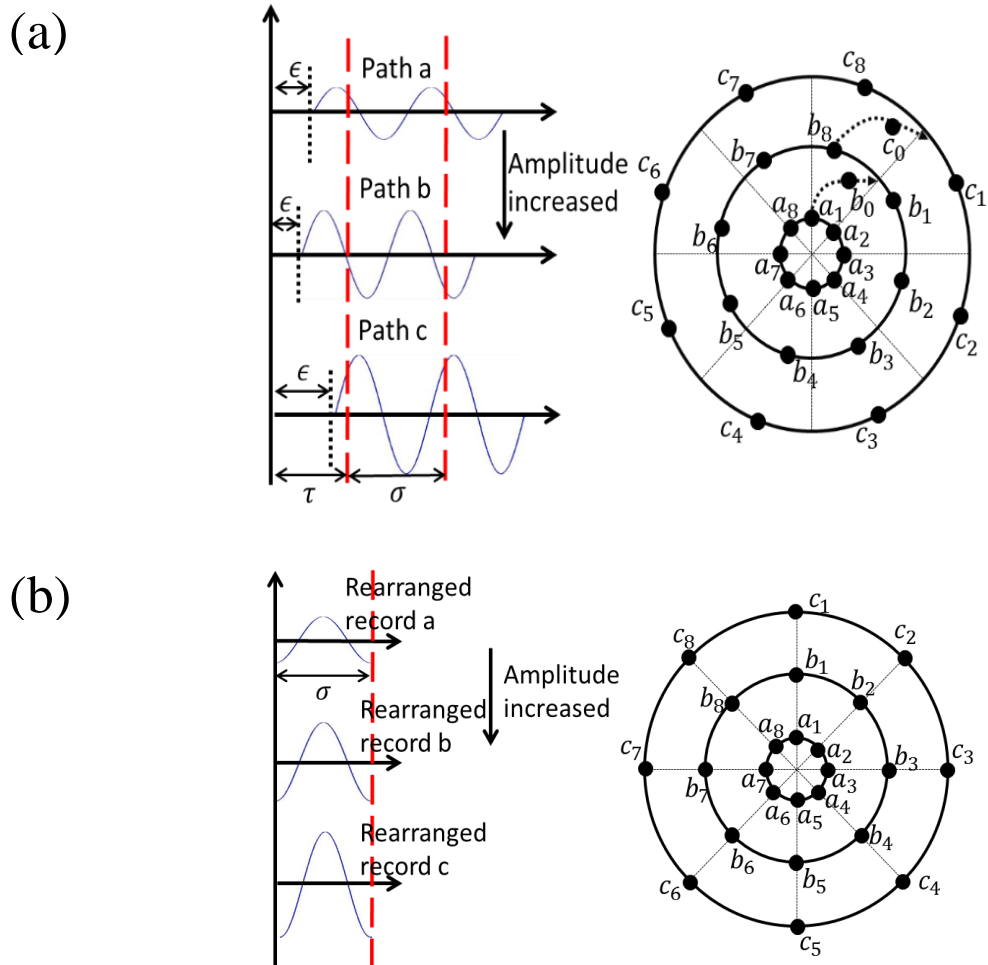 (a)
ϵ
Path a
Amplitude
increased
ϵ
Path b
Path c
ϵ
τ
σ
c₇
c₈
b₈
c₀
c₆
b₇
c₁
b₀
b₁
a₈
a₁
a₂
b₆
a₇
a₃
a₆
a₅
a₄
b₂
c₅
b₅
c₂
b₄
b₃
c₄
c₃
(b)
Rearranged
record a
σ
Amplitude
increased
Rearranged
record b
Rearranged
record c
c₁
c₈
c₂
b₁
b₈
b₂
a₁
a₈
a₂
c₇
b₇
a₇
a₃
b₃
c₃
a₆
a₅
a₄
b₆
b₄
b₅
c₆
c₄
c₅